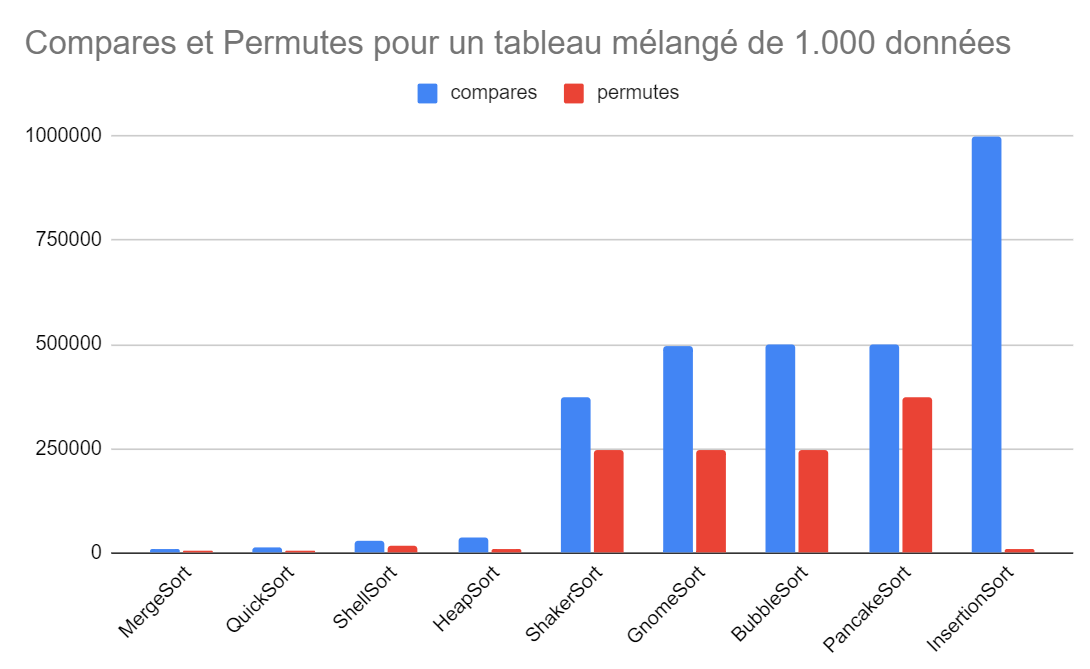 Compares et Permutes pour un tableau mélangé de 1.000 données
compares permutes
1000000
750000
500000
250000
0
MergeSort
QuickSort
ShellSort
HeapSort
ShakerSort
GnomeSort
BubbleSort
PancakeSort
InsertionSort